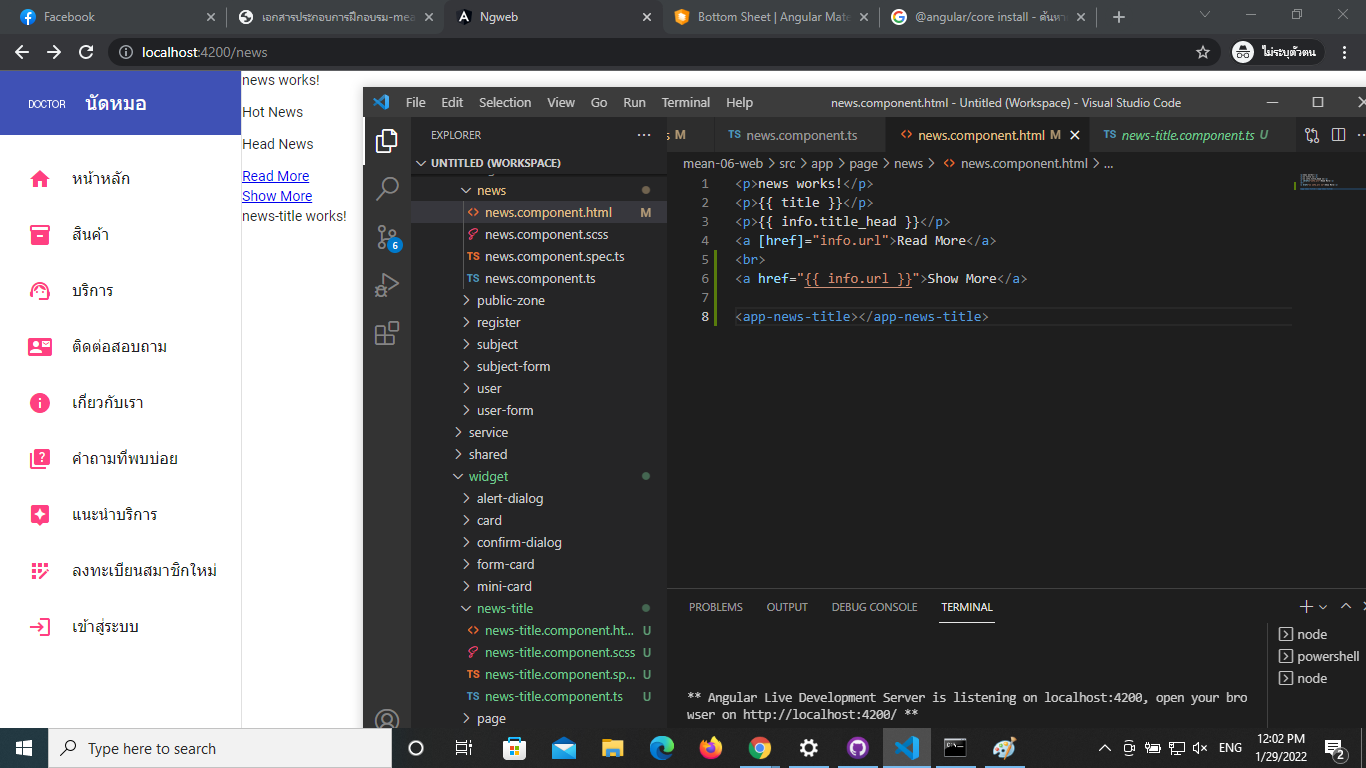 Facebook
เอกสารประกอบการฝึกอบรม-mea
Ngweb
Bottom Sheet | Angular Mate
@angular/core install - ค้นหา
localhost:4200/news
ไม่ระบุตัวตน
DOCTOR นัดหมอ
หน้าหลัก
สินค้า
บริการ
ติดต่อสอบถาม
เกี่ยวกับเรา
คำถามที่พบบ่อย
แนะนำบริการ
ลงทะเบียนสมาชิกใหม่
เข้าสู่ระบบ
news works!
Hot News
Head News
Read More
Show More
news-title works!
File Edit Selection View Go Run Terminal Help
news.component.html - Untitled (Workspace) - Visual Studio Code
EXPLORER
UNTITLED (WORKSPACE)
news
news.component.html M
news.component.scss
TS news.component.spec.ts
TS news.component.ts
public-zone
register
subject
subject-form
user
user-form
service
shared
widget
alert-dialog
card
confirm-dialog
form-card
mini-card
news-title
news-title.component.ht... U
news-title.component.scss U
TS news-title.component.sp... U
TS news-title.component.ts U
page
6
s M
TS news.component.ts
news.component.html M
TS news-title.component.ts U
mean-06-web > src > app > page > news > news.component.html > ...
1 <p>news works!</p>
2 <p>{{ title }}</p>
3 <p>{{ info.title_head }}</p>
4 <a [href]="info.url">Read More</a>
5 <br>
6 <a href="{{ info.url }}">Show More</a>
7
8 <app-news-title></app-news-title>
PROBLEMS OUTPUT DEBUG CONSOLE TERMINAL
** Angular Live Development Server is listening on localhost:4200, open your bro
wser on http://localhost:4200/ **
node
powershell
node
Type here to search
ENG
12:02 PM
1/29/2022
2